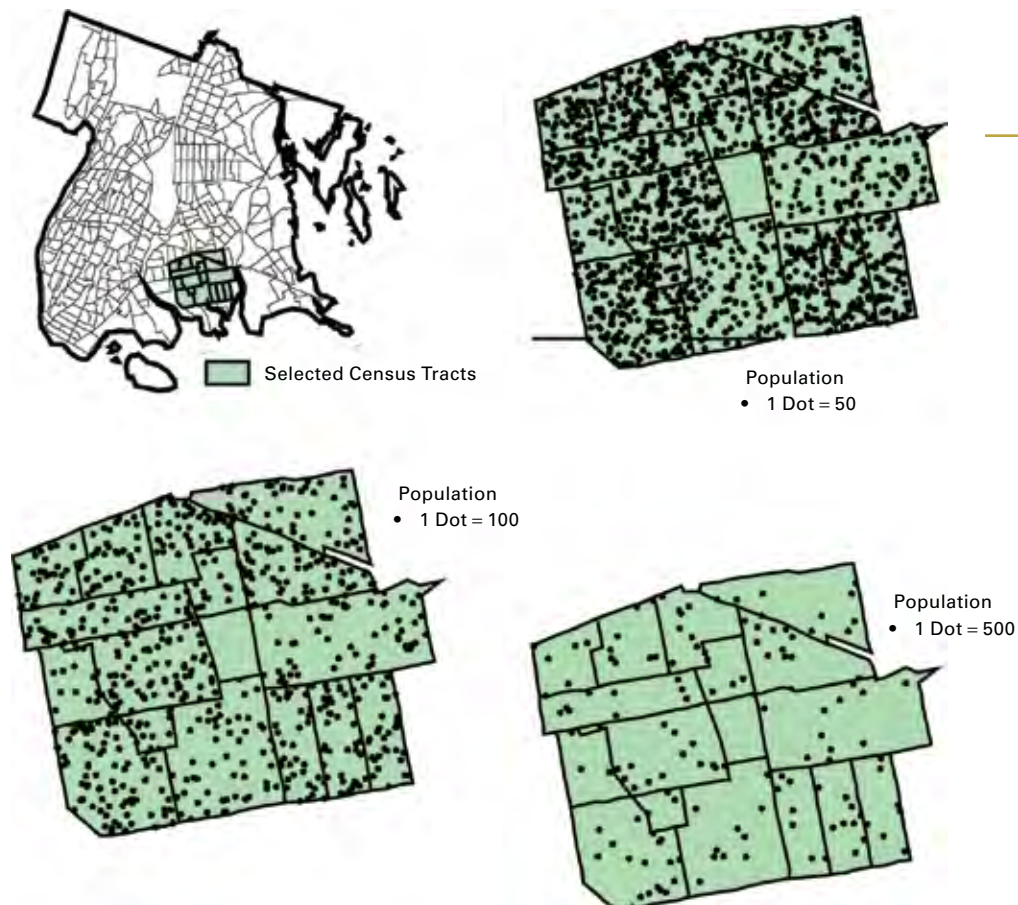 Selected Census Tracts
Population
• 1 Dot = 50
Population
• 1 Dot = 100
Population
• 1 Dot = 500